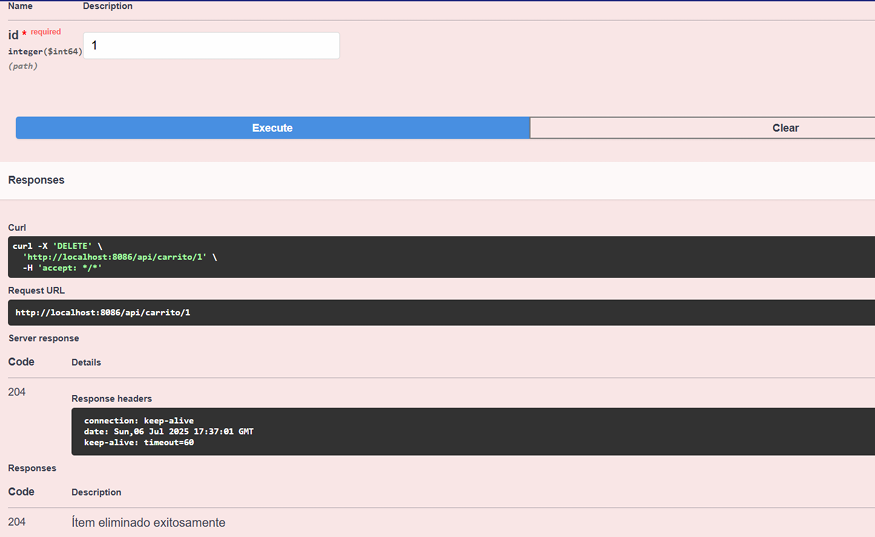 Name Description
id * required
integer($int64)
(path)
1
Execute Clear
Responses
Curl
curl -X 'DELETE' \
'http://localhost:8086/api/carrito/1' \
-H 'accept: */*'
Request URL
http://localhost:8086/api/carrito/1
Server response
Code Details
204
Response headers
connection: keep-alive
date: Sun,06 Jul 2025 17:37:01 GMT
keep-alive: timeout=60
Responses
Code Description
204 Ítem eliminado exitosamente